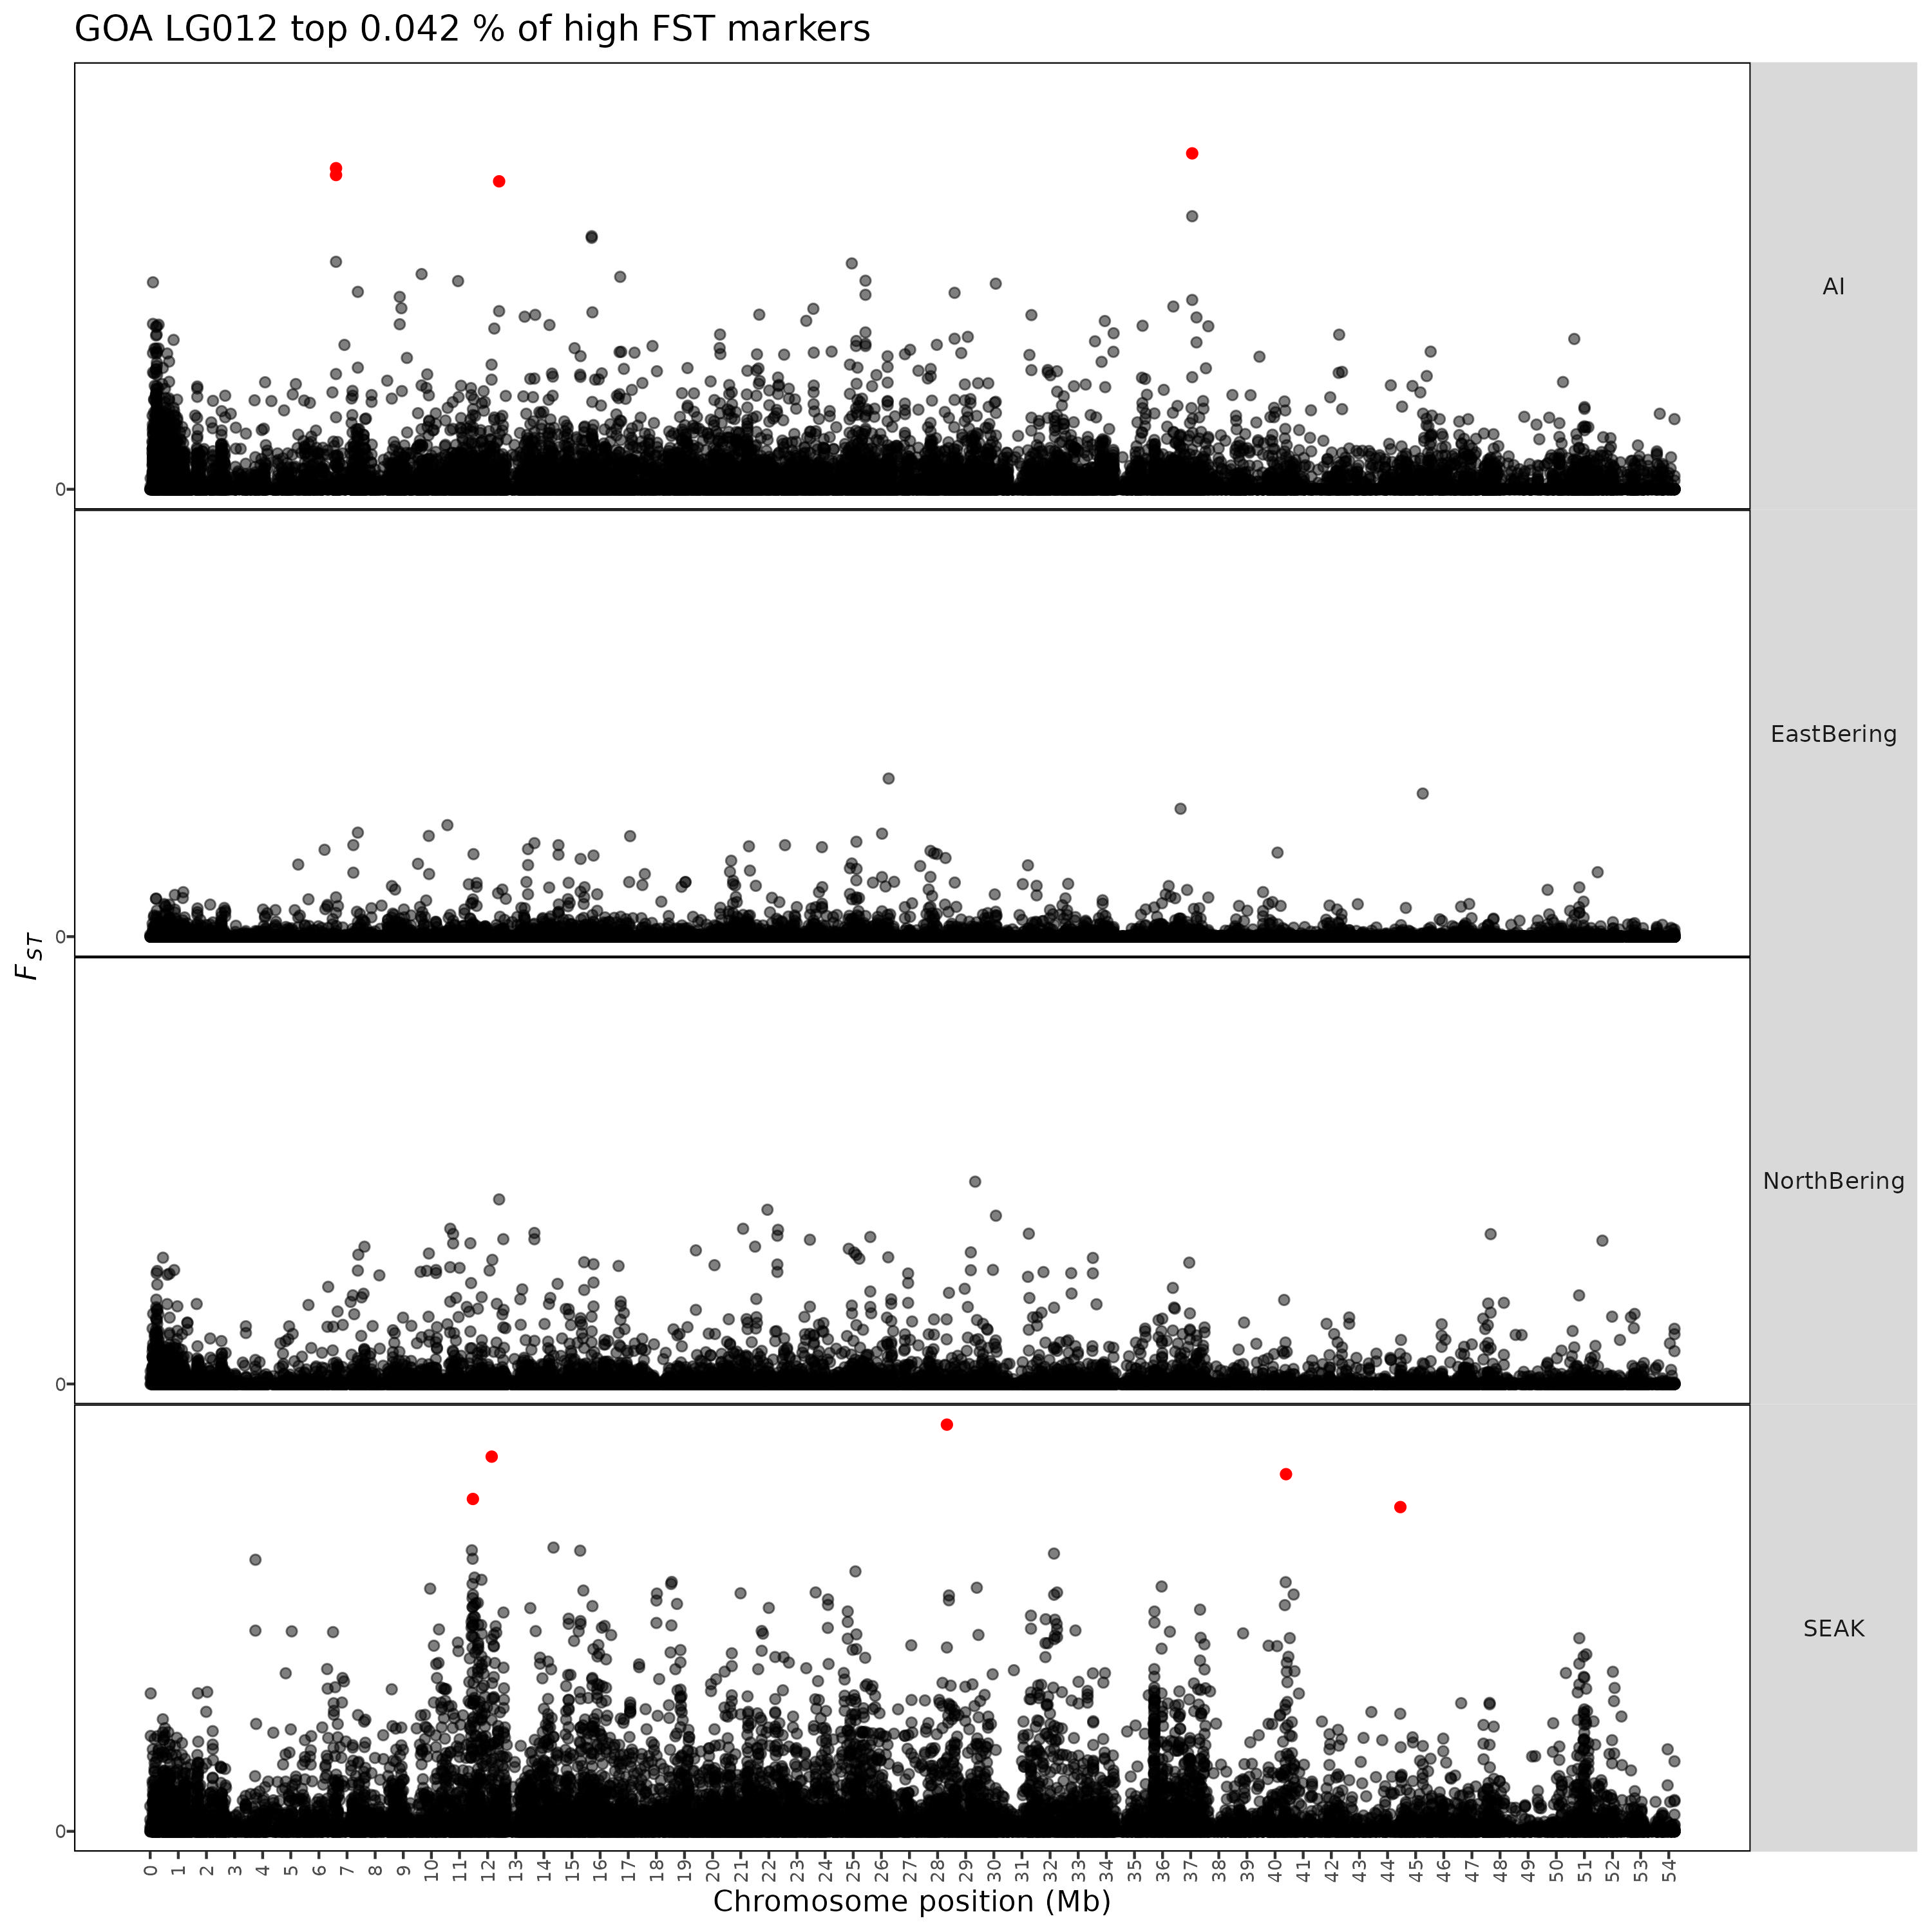 GOA LG012 top 0.042 % of high FST markers
AI
0
EastBering
0
F ST
NorthBering
0
SEAK
0
0 1 2 3 4 5 6 7 8 9 10 11 12 13 14 15 16 17 18 19 20 21 22 23 24 25 26 27 28 29 30 31 32 33 34 35 36 37 38 39 40 41 42 43 44 45 46 47 48 49 50 51 52 53 54
Chromosome position (Mb)